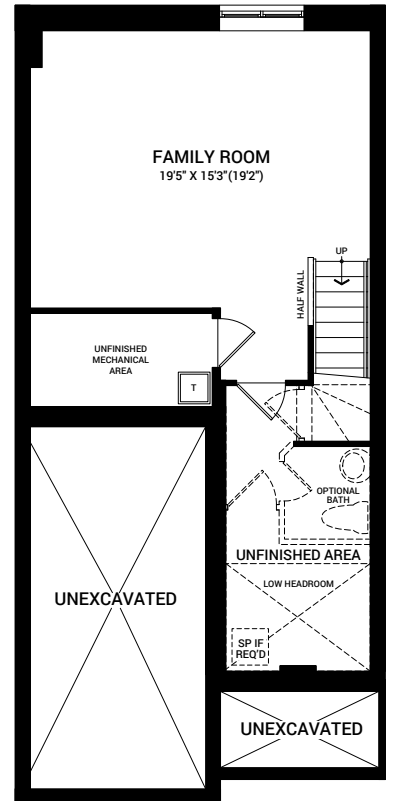 FAMILY ROOM
19'5" X 15'3"(19'2")
UP
HALF WALL
UNFINISHED
MECHANICAL
AREA
T
OPTIONAL
BATH
UNFINISHED AREA
LOW HEADROOM
UNEXCAVATED
SP IF
REQ'D
UNEXCAVATED